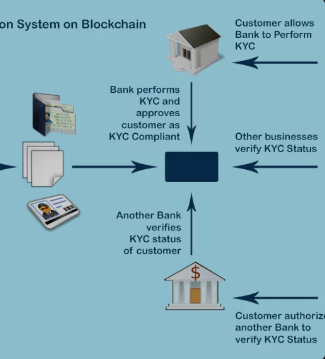 on System on Blockchain
Customer allows
Bank to Perform
KYC
Bank performs
KYC and
approves
customer as
KYC Compliant
Other businesses
verify KYC Status
Another Bank
verifies
KYC status
of customer
$
Customer authorize
another Bank to
verify KYC Status